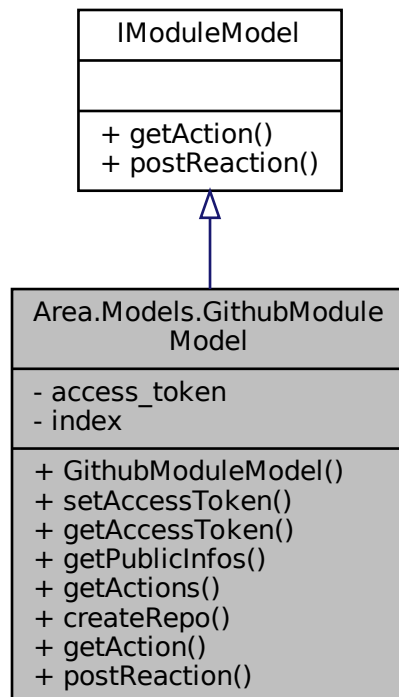 IModuleModel
+ getAction()
+ postReaction()
Area.Models.GithubModule
Model
- access_token
- index
+ GithubModuleModel()
+ setAccessToken()
+ getAccessToken()
+ getPublicInfos()
+ getActions()
+ createRepo()
+ getAction()
+ postReaction()